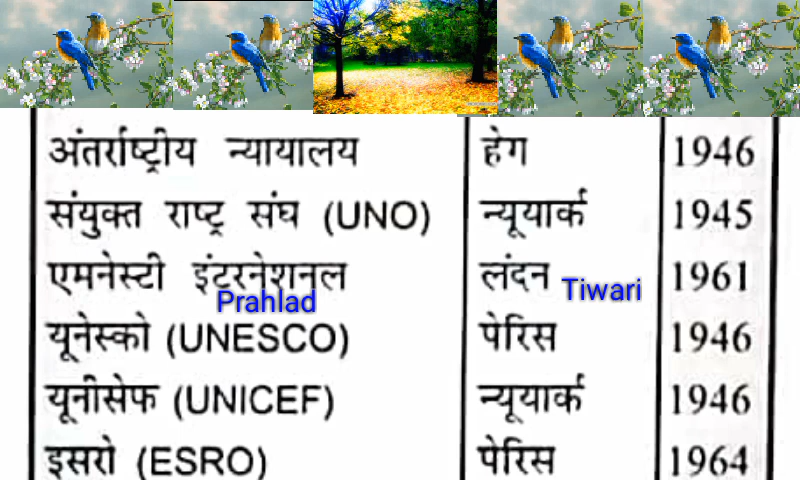 अंतर्राष्ट्रीय न्यायालय हेग 1946
संयुक्त राष्ट्र संघ (UNO) न्यूयार्क 1945
एमनेस्टी इंटरनेशनल लंदन 1961
Prahlad Tiwari
यूनेस्को (UNESCO) पेरिस 1946
यूनीसेफ (UNICEF) न्यूयार्क 1946
इसरो (ESRO) पेरिस 1964